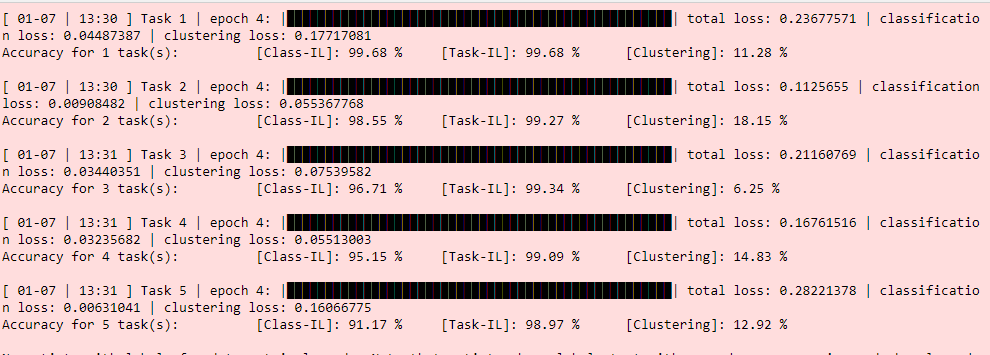 [ 01-07 | 13:30 ] Task 1 | epoch 4: | | total loss: 0.23677571 | classificatio
n loss: 0.04487387 | clustering loss: 0.17717081
Accuracy for 1 task(s): [Class-IL]: 99.68 % [Task-IL]: 99.68 % [Clustering]: 11.28 %
[ 01-07 | 13:30 ] Task 2 | epoch 4: | | total loss: 0.1125655 | classification
loss: 0.00908482 | clustering loss: 0.055367768
Accuracy for 2 task(s): [Class-IL]: 98.55 % [Task-IL]: 99.27 % [Clustering]: 18.15 %
[ 01-07 | 13:31 ] Task 3 | epoch 4: | | total loss: 0.21160769 | classificatio
n loss: 0.03440351 | clustering loss: 0.07539582
Accuracy for 3 task(s): [Class-IL]: 96.71 % [Task-IL]: 99.34 % [Clustering]: 6.25 %
[ 01-07 | 13:31 ] Task 4 | epoch 4: | | total loss: 0.16761516 | classificatio
n loss: 0.03235682 | clustering loss: 0.05513003
Accuracy for 4 task(s): [Class-IL]: 95.15 % [Task-IL]: 99.09 % [Clustering]: 14.83 %
[ 01-07 | 13:31 ] Task 5 | epoch 4: | | total loss: 0.28221378 | classificatio
n loss: 0.00631041 | clustering loss: 0.16066775
Accuracy for 5 task(s): [Class-IL]: 91.17 % [Task-IL]: 98.97 % [Clustering]: 12.92 %